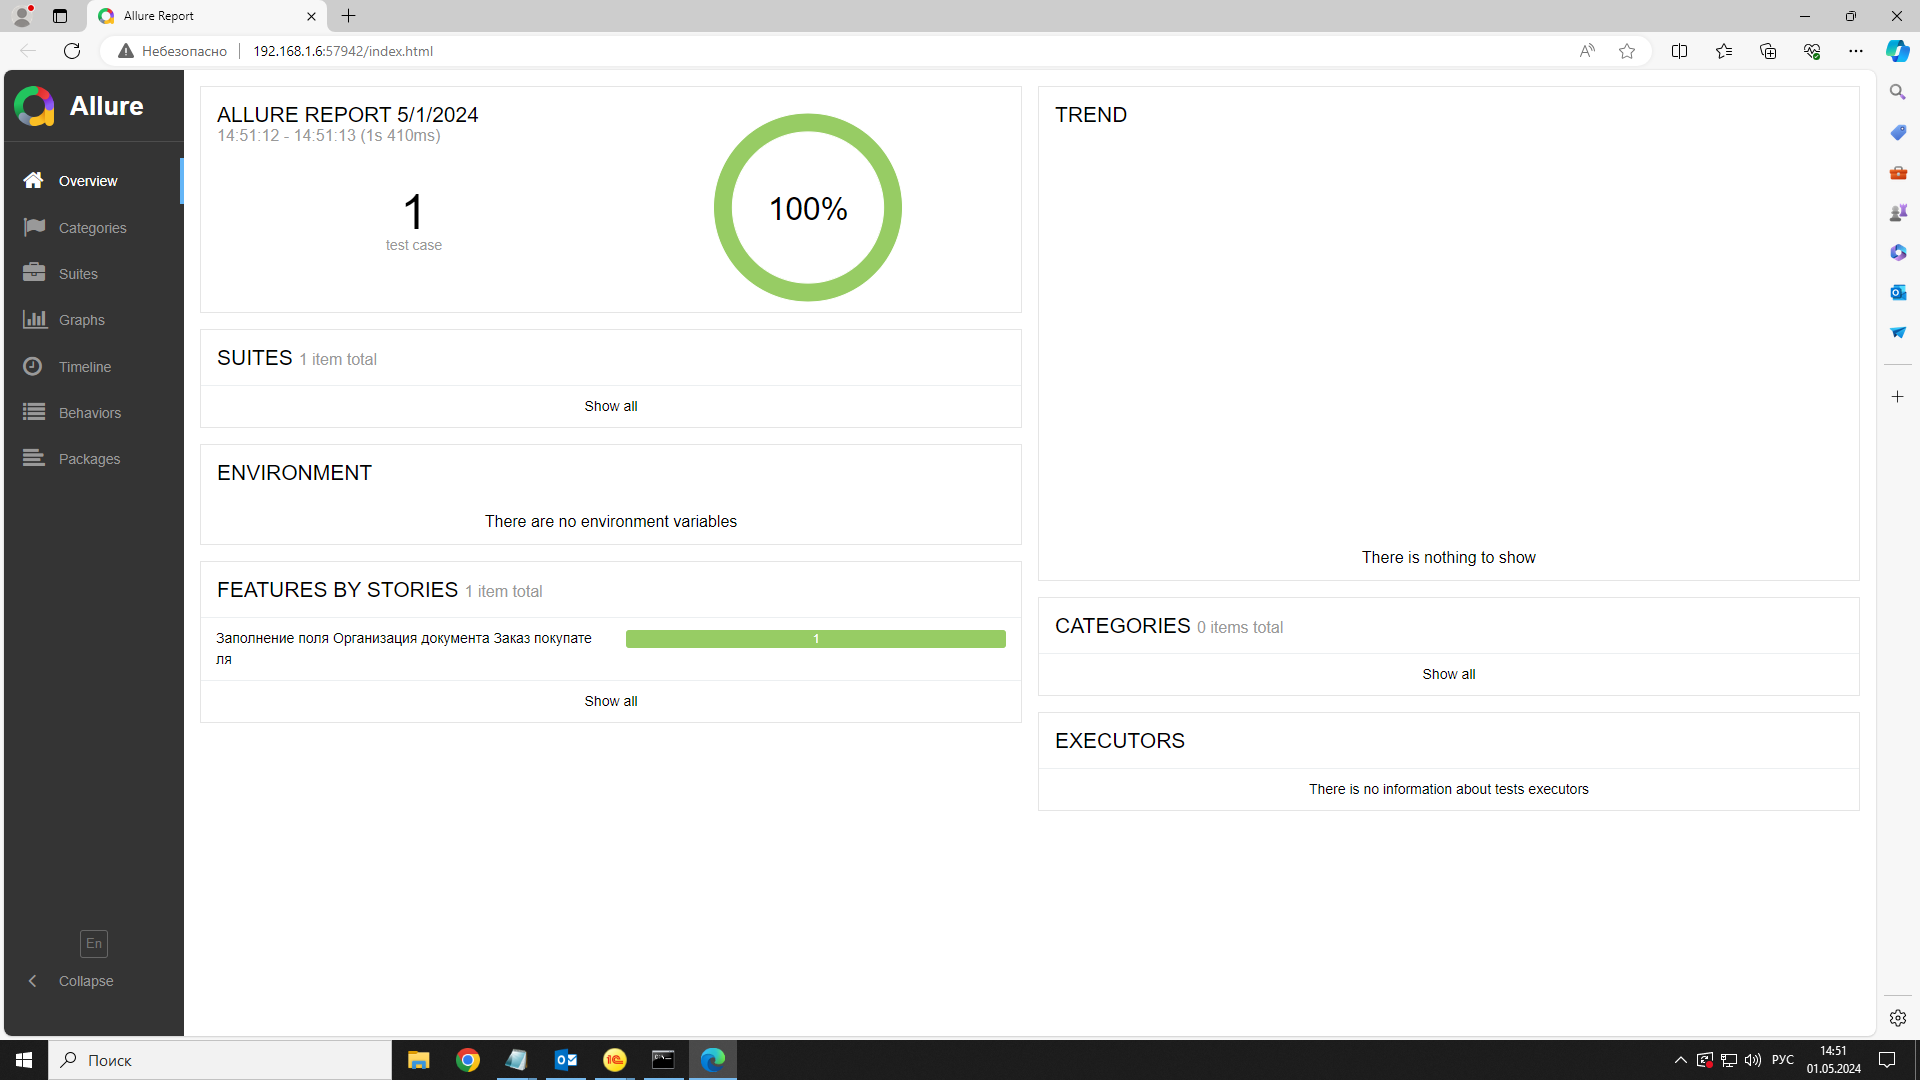 Allure Report
Небезопасно
192.168.1.6:57942/index.html
Allure
Overview
Categories
Suites
Graphs
Timeline
Behaviors
Packages
En
Collapse
ALLURE REPORT 5/1/2024
14:51:12 - 14:51:13 (1s 410ms)
1
test case
100%
SUITES 1 item total
Show all
ENVIRONMENT
There are no environment variables
FEATURES BY STORIES 1 item total
Заполнение поля Организация документа Заказ покупате
ля
1
Show all
TREND
There is nothing to show
CATEGORIES 0 items total
Show all
EXECUTORS
There is no information about tests executors
Поиск
РУС
14:51
01.05.2024